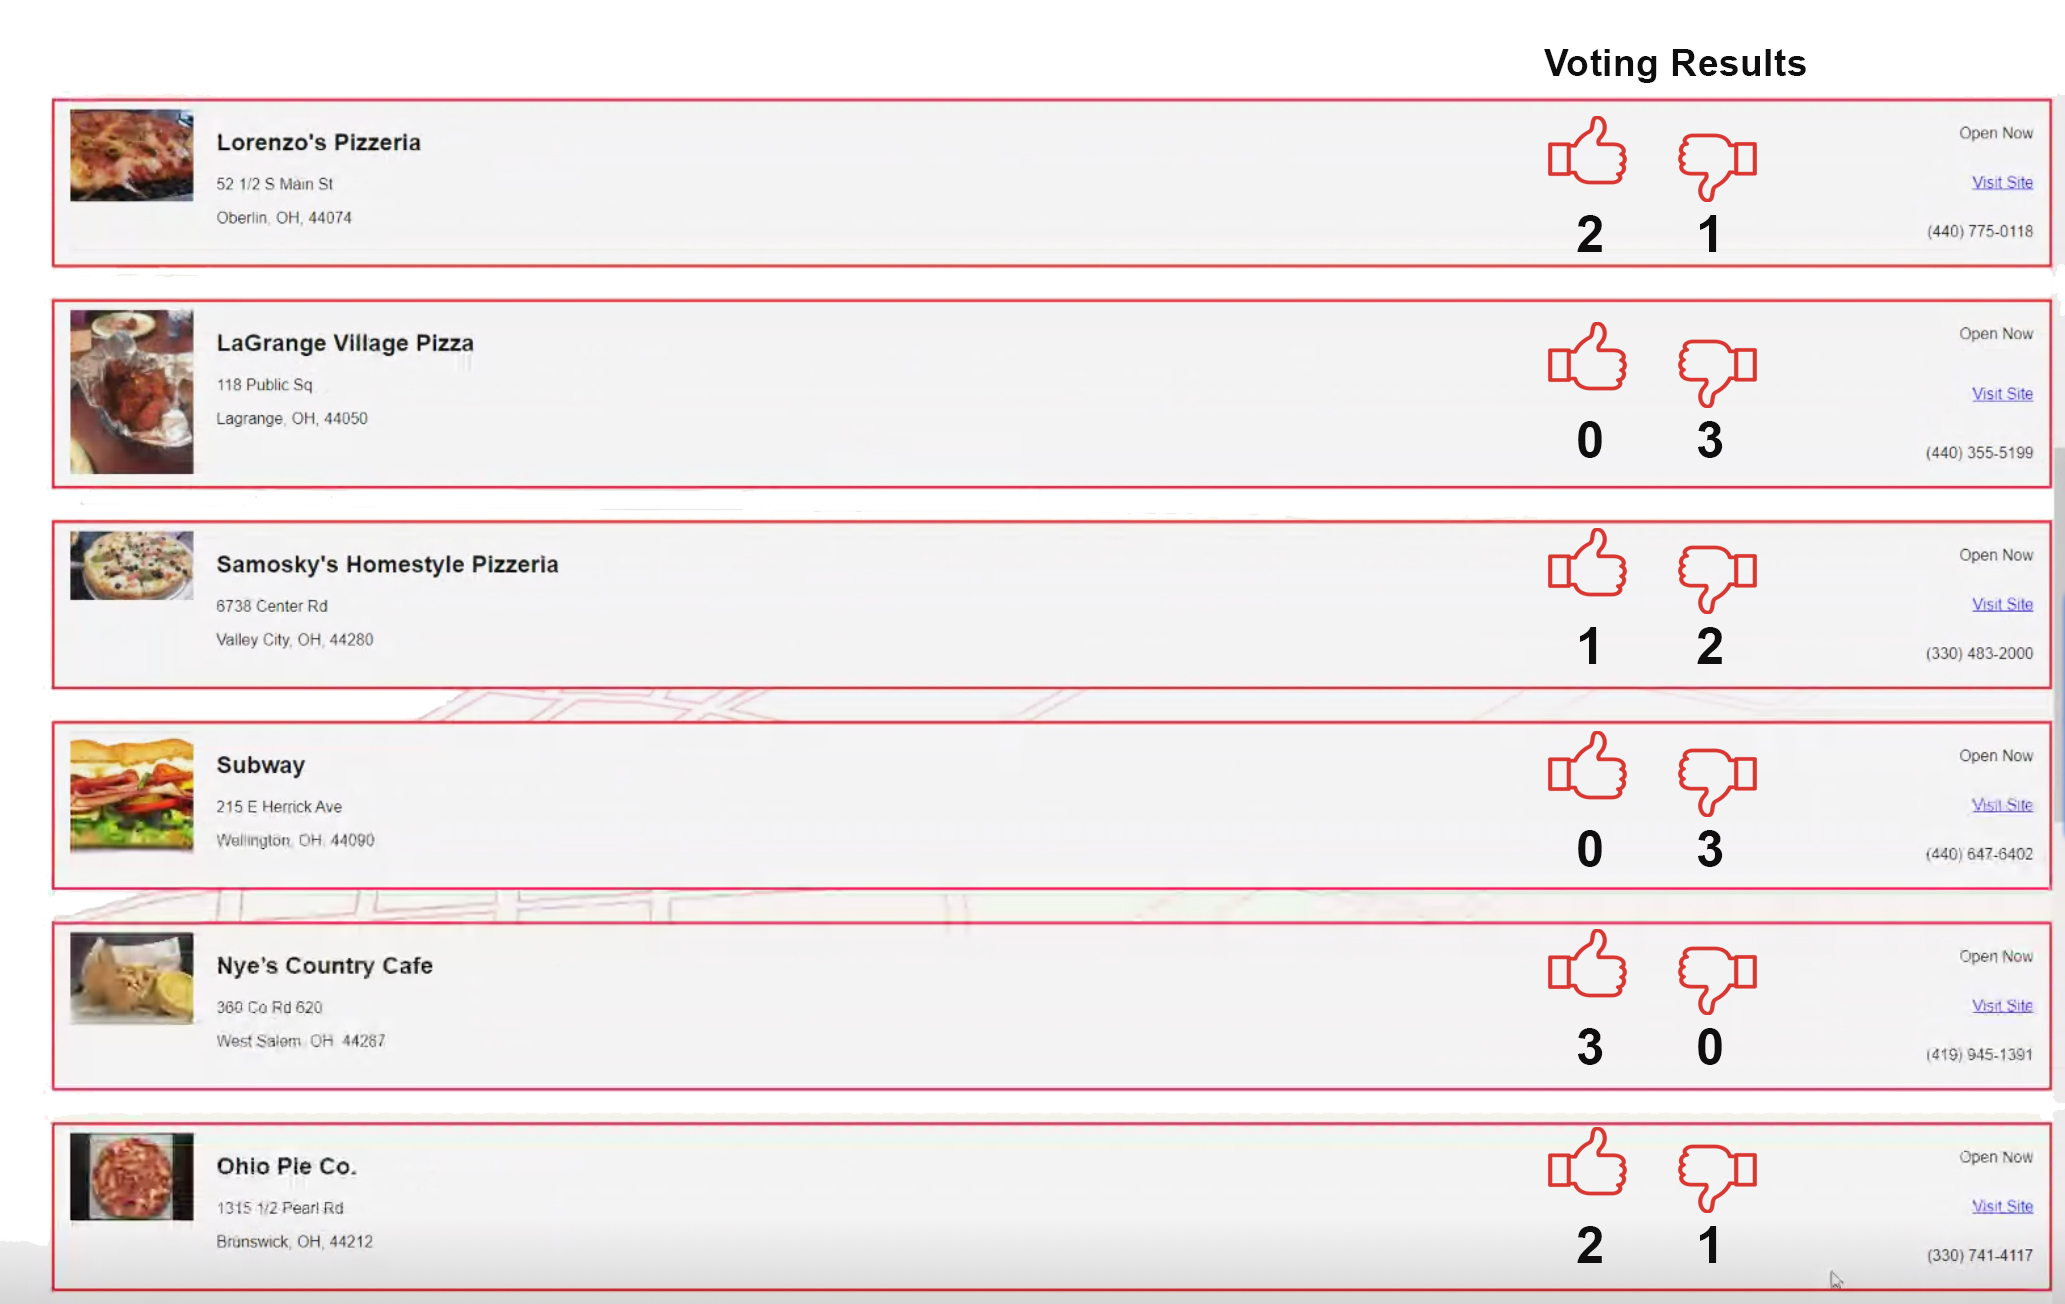 Voting Results
Lorenzo's Pizzeria
52 1/2 S Main St
Oberlin, OH, 44074
2 1
Open Now
Visit Site
(440) 775-0118
LaGrange Village Pizza
118 Public Sq
Lagrange, OH, 44050
0 3
Open Now
Visit Site
(440) 355-5199
Samosky's Homestyle Pizzeria
6738 Center Rd
Valley City, OH, 44280
1 2
Open Now
Visit Site
(330) 483-2000
Subway
215 E Herrick Ave
Wellington, OH, 44090
0 3
Open Now
Visit Site
(440) 647-6402
Nye's Country Cafe
360 Co Rd 620
West Salem, OH, 44287
3 0
Open Now
Visit Site
(419) 945-1391
Ohio Pie Co.
1315 1/2 Pearl Rd
Brunswick, OH, 44212
2 1
Open Now
Visit Site
(330) 741-4117